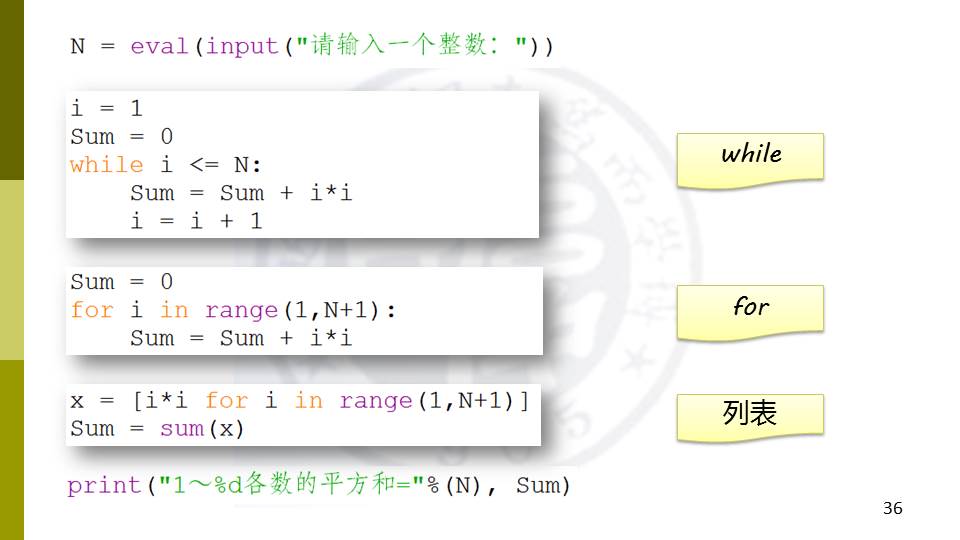 N = eval(input("请输入一个整数: "))
i = 1
Sum = 0
while i <= N:
    Sum = Sum + i*i
    i = i + 1
while
Sum = 0
for i in range(1,N+1):
    Sum = Sum + i*i
for
x = [i*i for i in range(1,N+1)]
Sum = sum(x)
列表
print("1～%d各数的平方和="%(N), Sum)
36